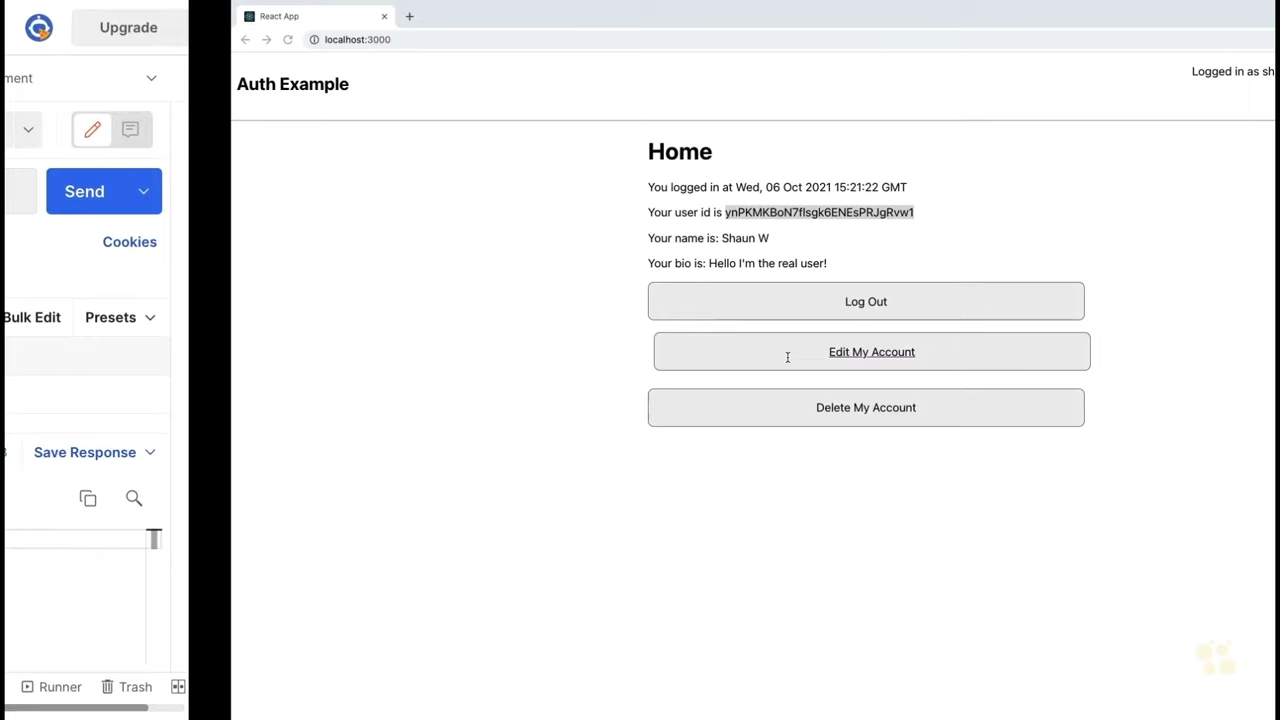 Upgrade
ment
Send
Cookies
Bulk Edit
Presets
Save Response
Runner
Trash
React App
localhost:3000
Logged in as sh
Auth Example
Home
You logged in at Wed, 06 Oct 2021 15:21:22 GMT
Your user id is ynPKMKBoN7flsgk6ENEsPRJgRvw1
Your name is: Shaun W
Your bio is: Hello I'm the real user!
Log Out
Edit My Account
Delete My Account